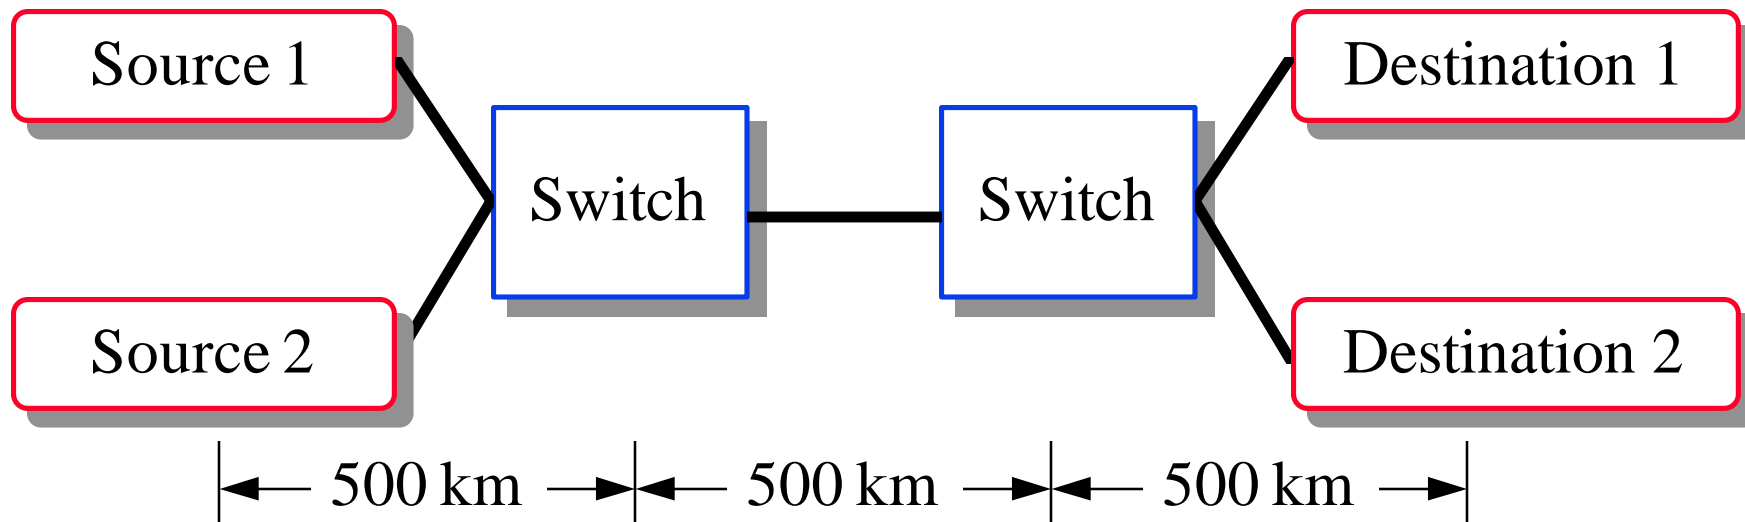 Source 1
Destination 1
Switch
Switch
Source 2
Destination 2
500 km
500 km
500 km